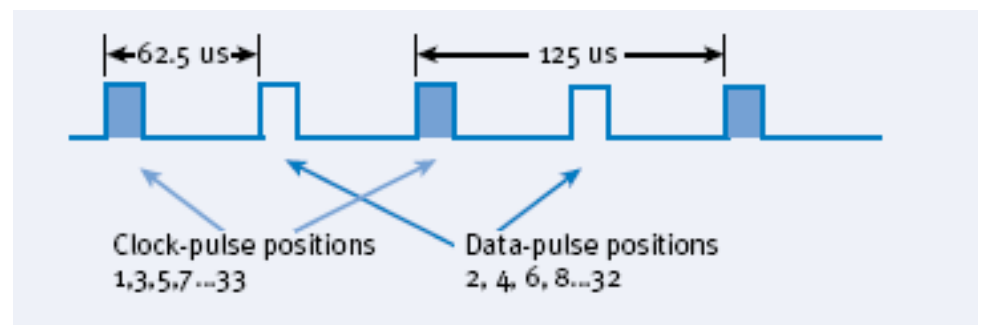 62.5 us
125 us
Clock-pulse positions
1,3,5,7...33
Data-pulse positions
2, 4, 6, 8...32